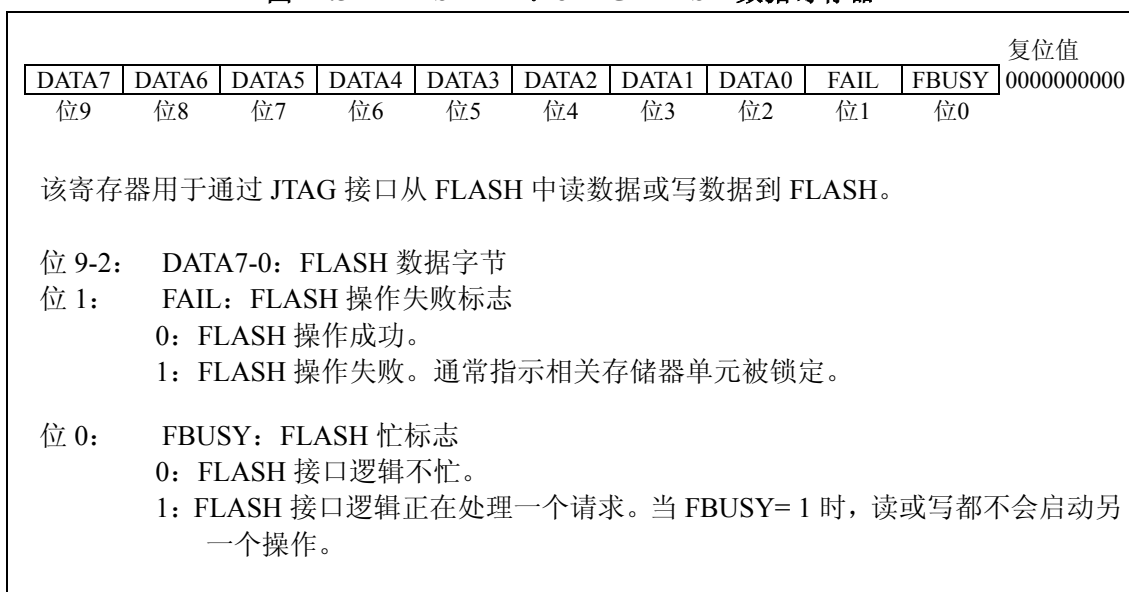 复位值
DATA7 DATA6 DATA5 DATA4 DATA3 DATA2 DATA1 DATA0 FAIL FBUSY 0000000000
位9 位8 位7 位6 位5 位4 位3 位2 位1 位0
该寄存器用于通过 JTAG 接口从 FLASH 中读数据或写数据到 FLASH。
位 9-2： DATA7-0：FLASH 数据字节
位 1： FAIL：FLASH 操作失败标志
0：FLASH 操作成功。
1：FLASH 操作失败。通常指示相关存储器单元被锁定。
位 0： FBUSY：FLASH 忙标志
0：FLASH 接口逻辑不忙。
1：FLASH 接口逻辑正在处理一个请求。当 FBUSY= 1 时，读或写都不会启动另
一个操作。